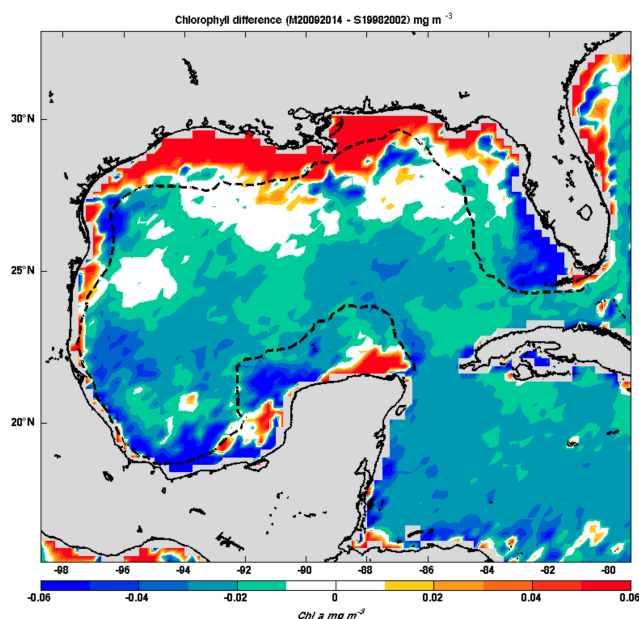 Chlorophyll difference (M20092014 - S19982002) mg m -3
30°N
25°N
20°N
-98 -96 -94 -92 -90 -88 -86 -84 -82 -80
-0.06 -0.04 -0.02 0 0.02 0.04 0.06
Chl a mg m-3